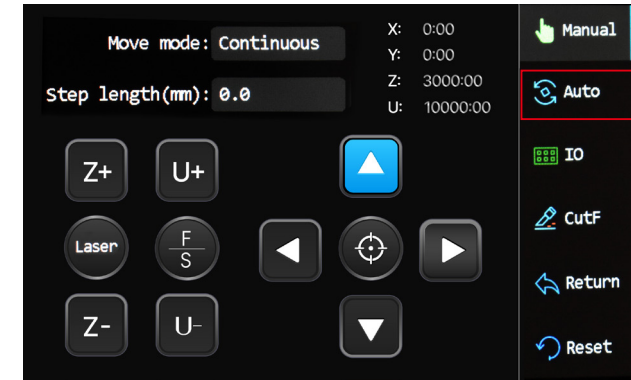 Move mode: Continuous
Step length(mm): 0.0
X: 0:00
Y: 0:00
Z: 3000:00
U: 10000:00
Z+
U+
Laser
F
S
Z-
U-
Manual
Auto
IO
CutF
Return
Reset